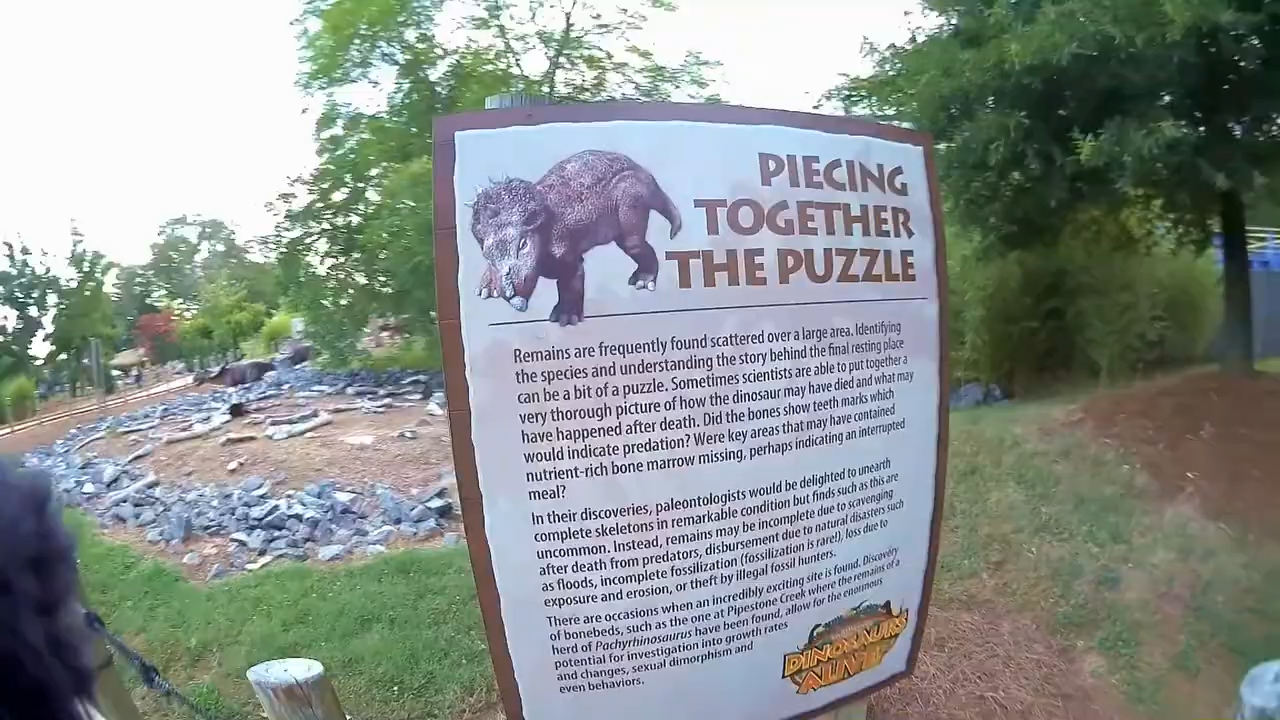 PIECING
TOGETHER
THE PUZZLE
Remains are frequently found scattered over a large area. Identifying
the species and understanding the story behind the final resting place
can be a bit of a puzzle. Sometimes scientists are able to put together a
very thorough picture of how the dinosaur may have died and what may
have happened after death. Did the bones show teeth marks which
would indicate predation? Were key areas that may have contained
nutrient-rich bone marrow missing, perhaps indicating an interrupted
meal?
In their discoveries, paleontologists would be delighted to unearth
complete skeletons in remarkable condition but finds such as this are
uncommon. Instead, remains may be incomplete due to scavenging
after death from predators, disbursement due to natural disasters such
as floods, incomplete fossilization (fossilization is rare!), loss due to
exposure and erosion, or theft by illegal fossil hunters.
There are occasions when an incredibly exciting site is found. Discovery
of bonebeds, such as the one at Pipestone Creek where the remains of a
herd of Pachyrhinosaurus have been found, allow for the enormous
potential for investigation into growth rates
and changes, sexual dimorphism and
even behaviors.
DINOSAURS
ALIVE!